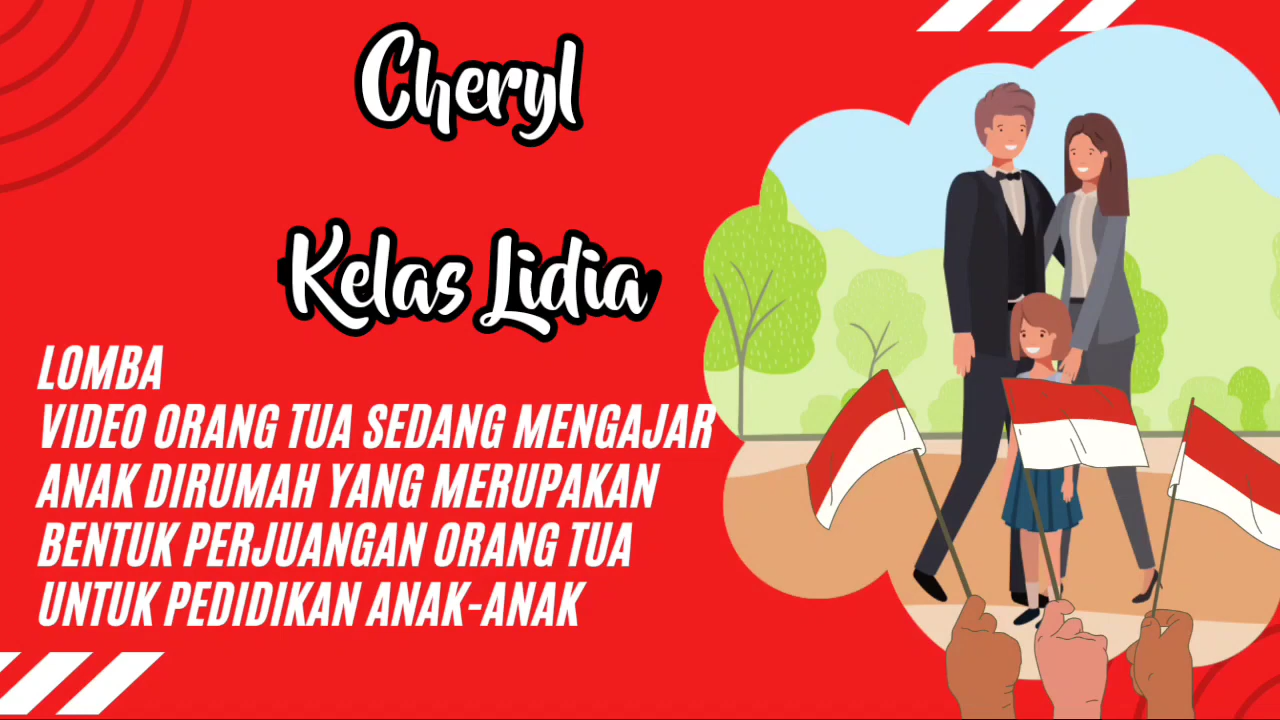 Cheryl
Kelas Lidia
LOMBA
VIDEO ORANG TUA SEDANG MENGAJAR
ANAK DIRUMAH YANG MERUPAKAN
BENTUK PERJUANGAN ORANG TUA
UNTUK PEDIDIKAN ANAK-ANAK